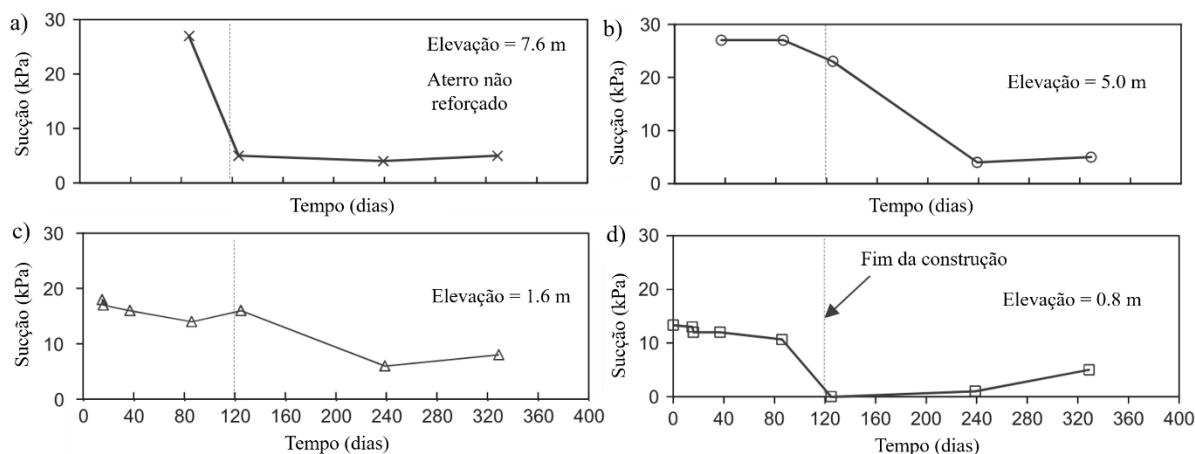 a)
30
20
10
0
Sucção (kPa)
Elevação = 7.6 m
Aterro não
reforçado
Tempo (dias)
b)
30
20
10
0
Sucção (kPa)
Elevação = 5.0 m
Tempo (dias)
c)
30
20
10
0
Sucção (kPa)
Elevação = 1.6 m
0 40 80 120 160 200 240 280 320 360 400
Tempo (dias)
d)
30
20
10
0
Sucção (kPa)
Fim da construção
Elevação = 0.8 m
0 40 80 120 160 200 240 280 320 360 400
Tempo (dias)